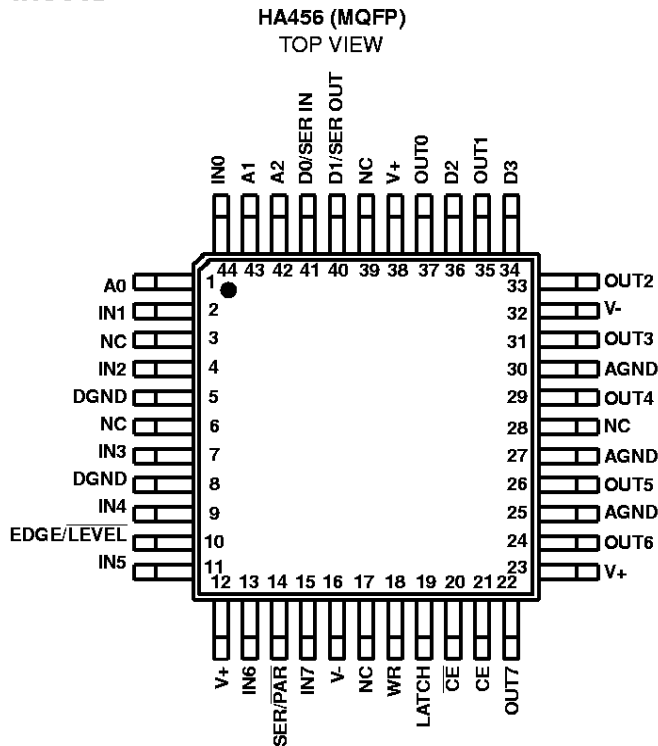 HA456 (MQFP)
TOP VIEW
IN0
A1
A2
D0/SER IN
D1/SER OUT
NC
V+
OUT0
D2
OUT1
D3
44 43 42 41 40 39 38 37 36 35 34
A0 1
IN1 2
NC 3
IN2 4
DGND 5
NC 6
IN3 7
DGND 8
IN4 9
EDGE/LEVEL 10
IN5 11
33 OUT2
32 V-
31 OUT3
30 AGND
29 OUT4
28 NC
27 AGND
26 OUT5
25 AGND
24 OUT6
23 V+
12 13 14 15 16 17 18 19 20 21 22
V+
IN6
SER/PAR
IN7
V-
NC
WR
LATCH
CE
CE
OUT7